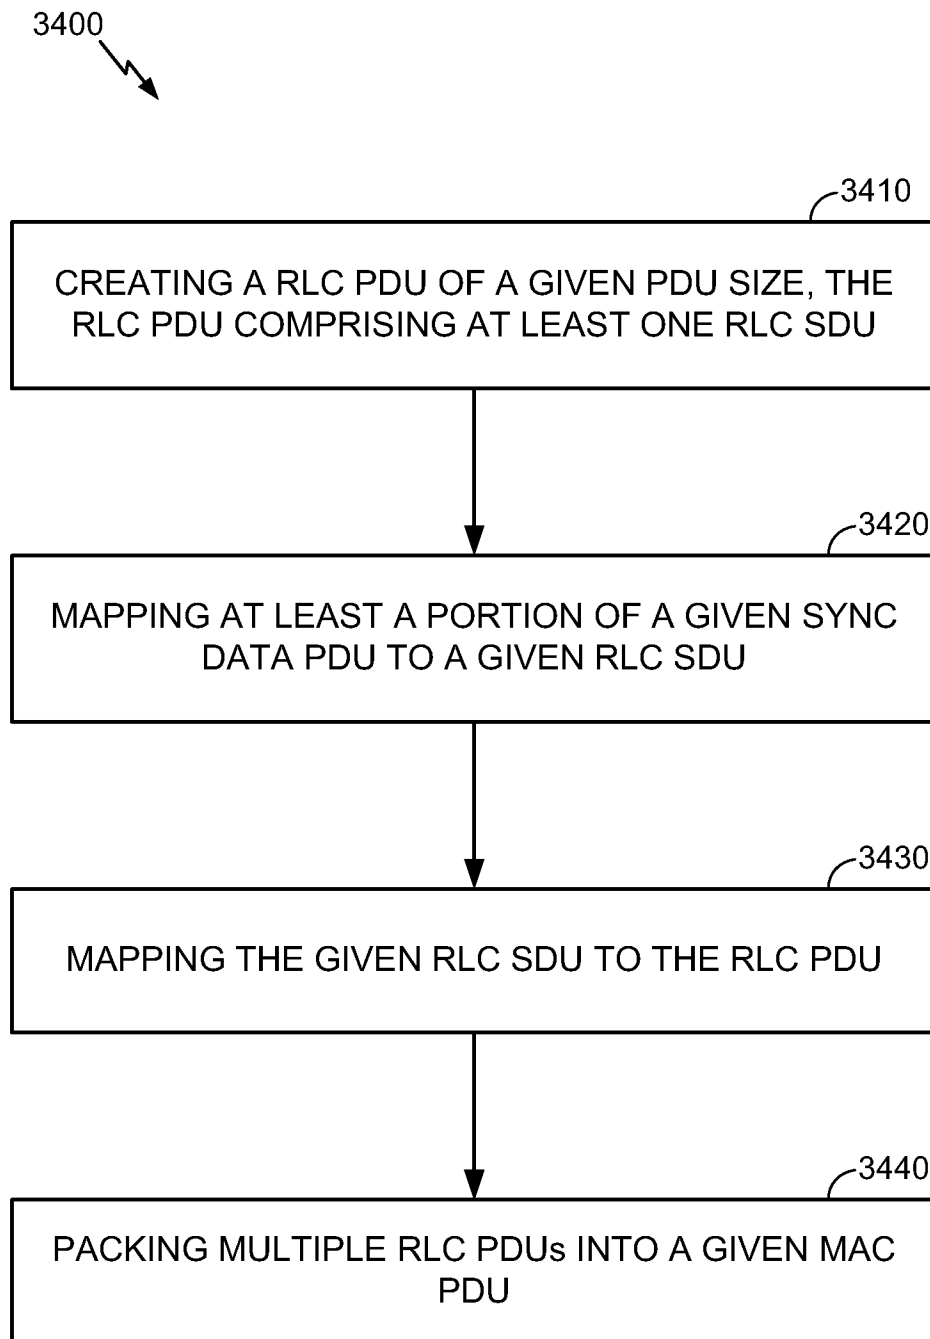 3400
3410
CREATING A RLC PDU OF A GIVEN PDU SIZE, THE
RLC PDU COMPRISING AT LEAST ONE RLC SDU
3420
MAPPING AT LEAST A PORTION OF A GIVEN SYNC
DATA PDU TO A GIVEN RLC SDU
3430
MAPPING THE GIVEN RLC SDU TO THE RLC PDU
3440
PACKING MULTIPLE RLC PDUs INTO A GIVEN MAC
PDU